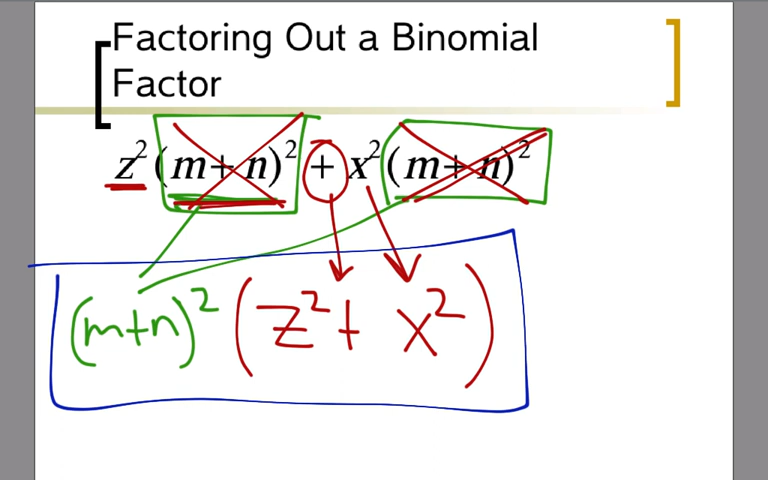 Factoring Out a Binomial
Factor
z²(m+n)² + x²(m+n)²
(m+n)² (z² + x²)